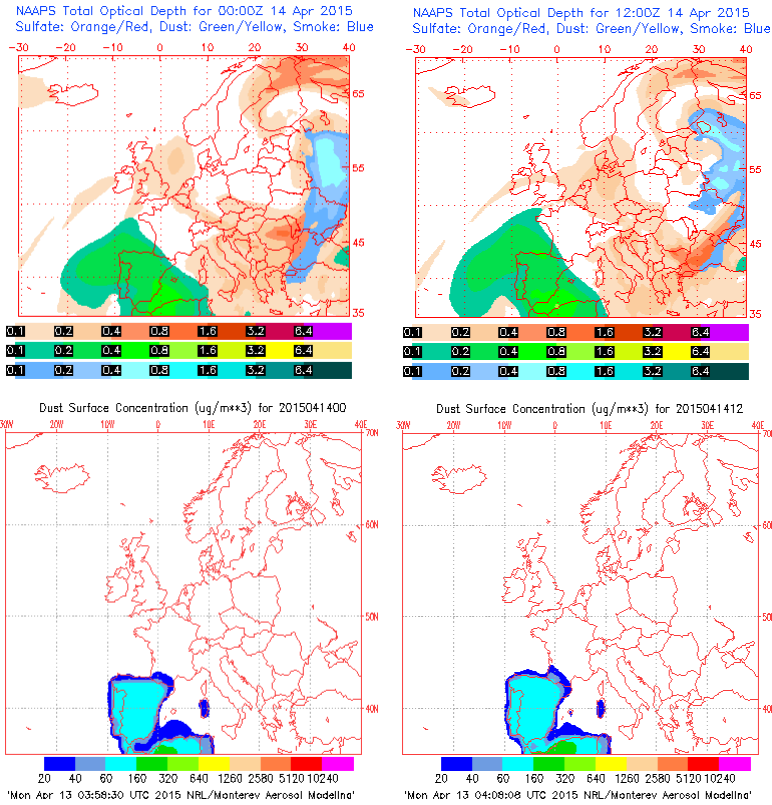 NAAPS Total Optical Depth for 00:00Z 14 Apr 2015
Sulfate: Orange/Red, Dust: Green/Yellow, Smoke: Blue
-30 -20 -10 0 10 20 30 40
65
55
45
35
0.1 0.2 0.4 0.8 1.6 3.2 6.4
0.1 0.2 0.4 0.8 1.6 3.2 6.4
0.1 0.2 0.4 0.8 1.6 3.2 6.4
NAAPS Total Optical Depth for 12:00Z 14 Apr 2015
Sulfate: Orange/Red, Dust: Green/Yellow, Smoke: Blue
-30 -20 -10 0 10 20 30 40
65
55
45
35
0.1 0.2 0.4 0.8 1.6 3.2 6.4
0.1 0.2 0.4 0.8 1.6 3.2 6.4
0.1 0.2 0.4 0.8 1.6 3.2 6.4
Dust Surface Concentration (ug/m**3) for 2015041400
30W 20W 10W 0 10E 20E 30E 40E
70N
60N
50N
40N
20 40 60 160 320 640 1260 2580 5120 10240
'Mon Apr 13 03:58:30 UTC 2015 NRL/Monterey Aerosol Modeling'
Dust Surface Concentration (ug/m**3) for 2015041412
30W 20W 10W 0 10E 20E 30E 40E
70
60
50
40
20 40 60 160 320 640 1260 2580 5120 10240
'Mon Apr 13 04:08:08 UTC 2015 NRL/Monterey Aerosol Modeling'